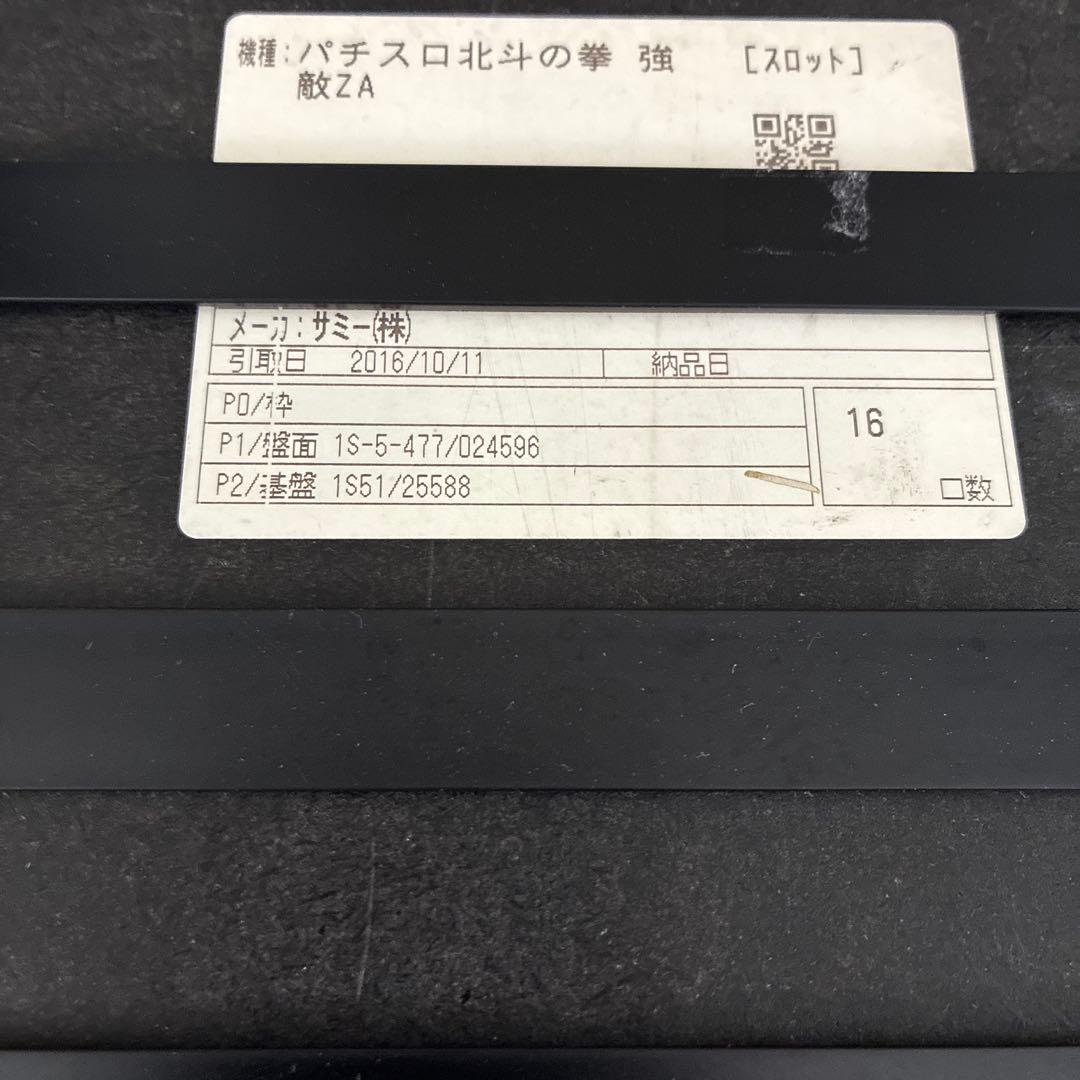 機種:パチスロ北斗の拳 強 [スロット]
敵ZA
メーカ:サミー(株)
引取日 2016/10/11 納品日
P0/枠
16
P1/盤面 1S-5-477/024596
P2/基盤 1S51/25588
口数